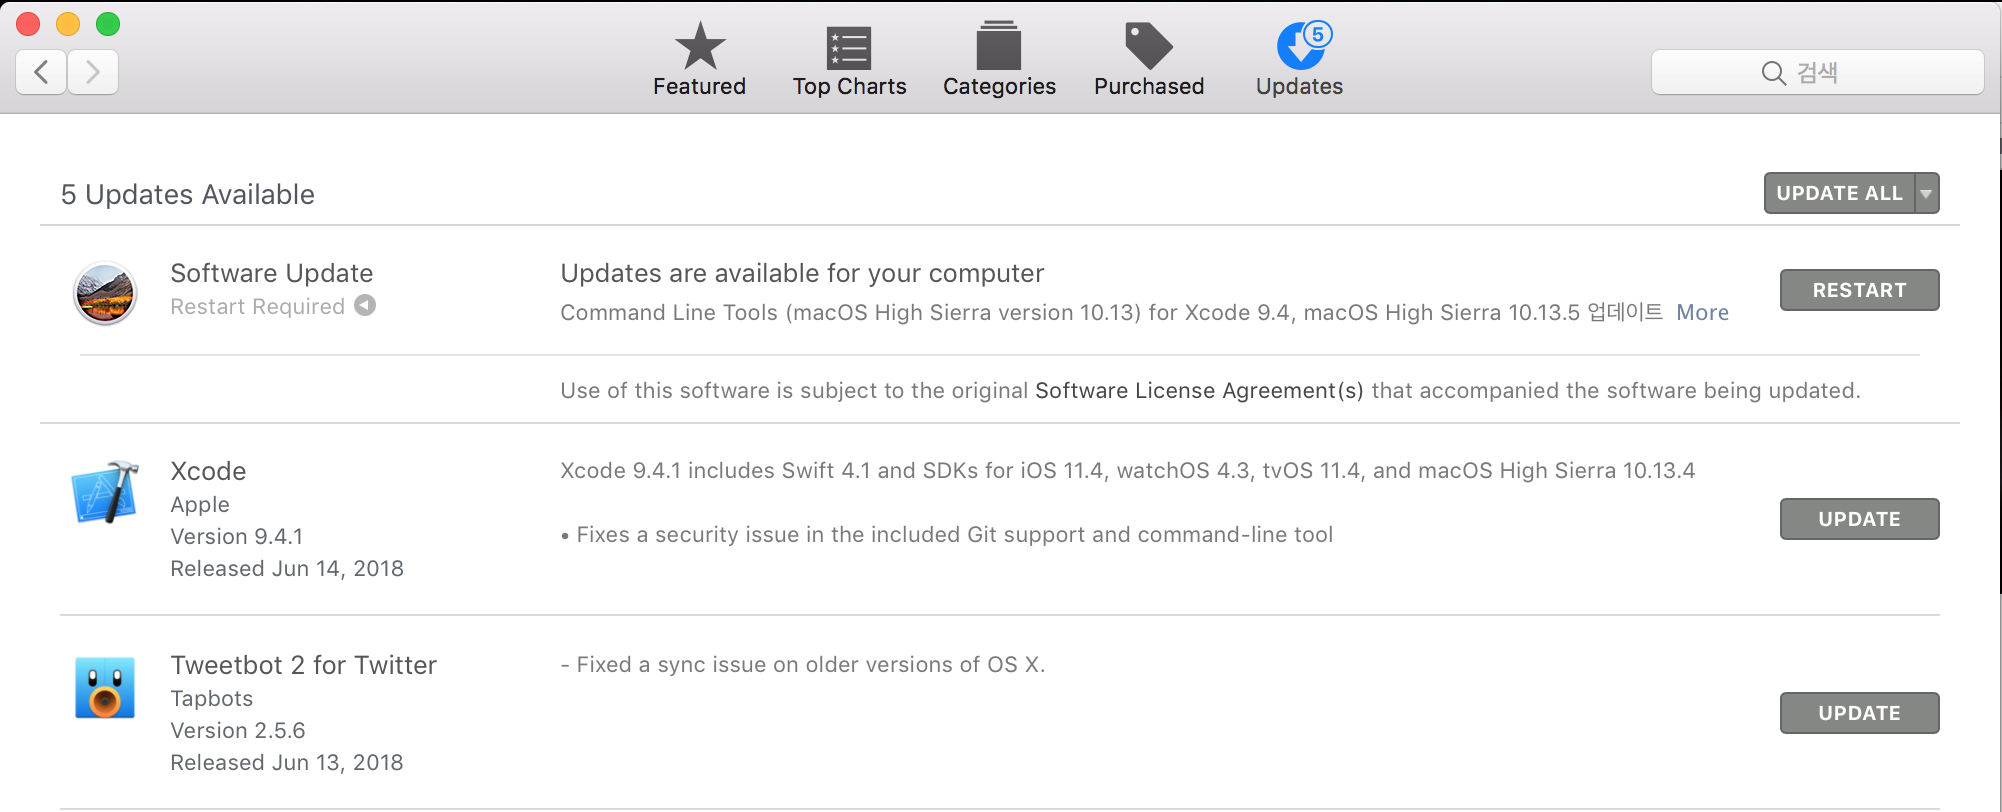 Featured
Top Charts
Categories
Purchased
5
Updates
검색
5 Updates Available
UPDATE ALL
Software Update
Restart Required
Updates are available for your computer
Command Line Tools (macOS High Sierra version 10.13) for Xcode 9.4, macOS High Sierra 10.13.5 업데이트 More
RESTART
Use of this software is subject to the original Software License Agreement(s) that accompanied the software being updated.
Xcode
Apple
Version 9.4.1
Released Jun 14, 2018
Xcode 9.4.1 includes Swift 4.1 and SDKs for iOS 11.4, watchOS 4.3, tvOS 11.4, and macOS High Sierra 10.13.4
• Fixes a security issue in the included Git support and command-line tool
UPDATE
Tweetbot 2 for Twitter
Tapbots
Version 2.5.6
Released Jun 13, 2018
- Fixed a sync issue on older versions of OS X.
UPDATE